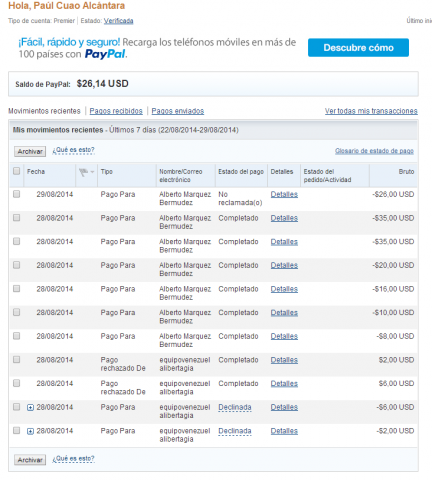 Hola, Paúl Cuao Alcántara
Tipo de cuenta: Premier | Estado: Verificada
Último ini
¡Fácil, rápido y seguro! Recarga los teléfonos móviles en más de
100 países con PayPal.
Descubre cómo
Saldo de PayPal: $26,14 USD
Movimientos recientes | Pagos recibidos | Pagos enviados
Ver todas mis transacciones
Mis movimientos recientes - Últimos 7 días (22/08/2014-29/08/2014)
Archivar ¿Qué es esto?
Glosario de estado de pago
Fecha Tipo Nombre/Correo electrónico Estado del pago Detalles Estado del pedido/Actividad Bruto
29/08/2014 Pago Para Alberto Marquez Bermudez No reclamada(o) Detalles -$26,00 USD
28/08/2014 Pago Para Alberto Marquez Bermudez Completado Detalles -$35,00 USD
28/08/2014 Pago Para Alberto Marquez Bermudez Completado Detalles -$35,00 USD
28/08/2014 Pago Para Alberto Marquez Bermudez Completado Detalles -$20,00 USD
28/08/2014 Pago Para Alberto Marquez Bermudez Completado Detalles -$16,00 USD
28/08/2014 Pago Para Alberto Marquez Bermudez Completado Detalles -$10,00 USD
28/08/2014 Pago Para Alberto Marquez Bermudez Completado Detalles -$8,00 USD
28/08/2014 Pago rechazado De equipovenezuel alibertagia Completado Detalles $2,00 USD
28/08/2014 Pago rechazado De equipovenezuel alibertagia Completado Detalles $6,00 USD
28/08/2014 Pago Para equipovenezuel alibertagia Declinada Detalles -$6,00 USD
28/08/2014 Pago Para equipovenezuel alibertagia Declinada Detalles -$2,00 USD
Archivar ¿Qué es esto?